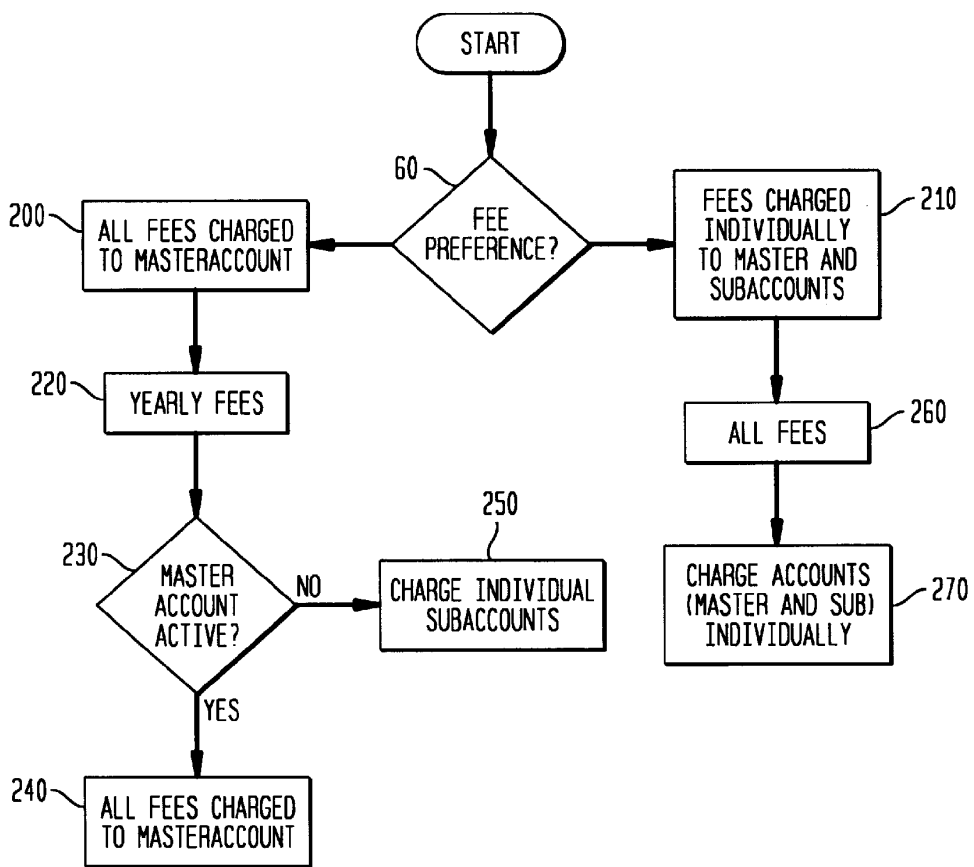 START
60
FEE
PREFERENCE?
200
ALL FEES CHARGED
TO MASTERACCOUNT
210
FEES CHARGED
INDIVIDUALLY
TO MASTER AND
SUBACCOUNTS
220
YEARLY FEES
260
ALL FEES
230
MASTER
ACCOUNT
ACTIVE?
NO
YES
250
CHARGE INDIVIDUAL
SUBACCOUNTS
270
CHARGE ACCOUNTS
(MASTER AND SUB)
INDIVIDUALLY
240
ALL FEES CHARGED
TO MASTERACCOUNT